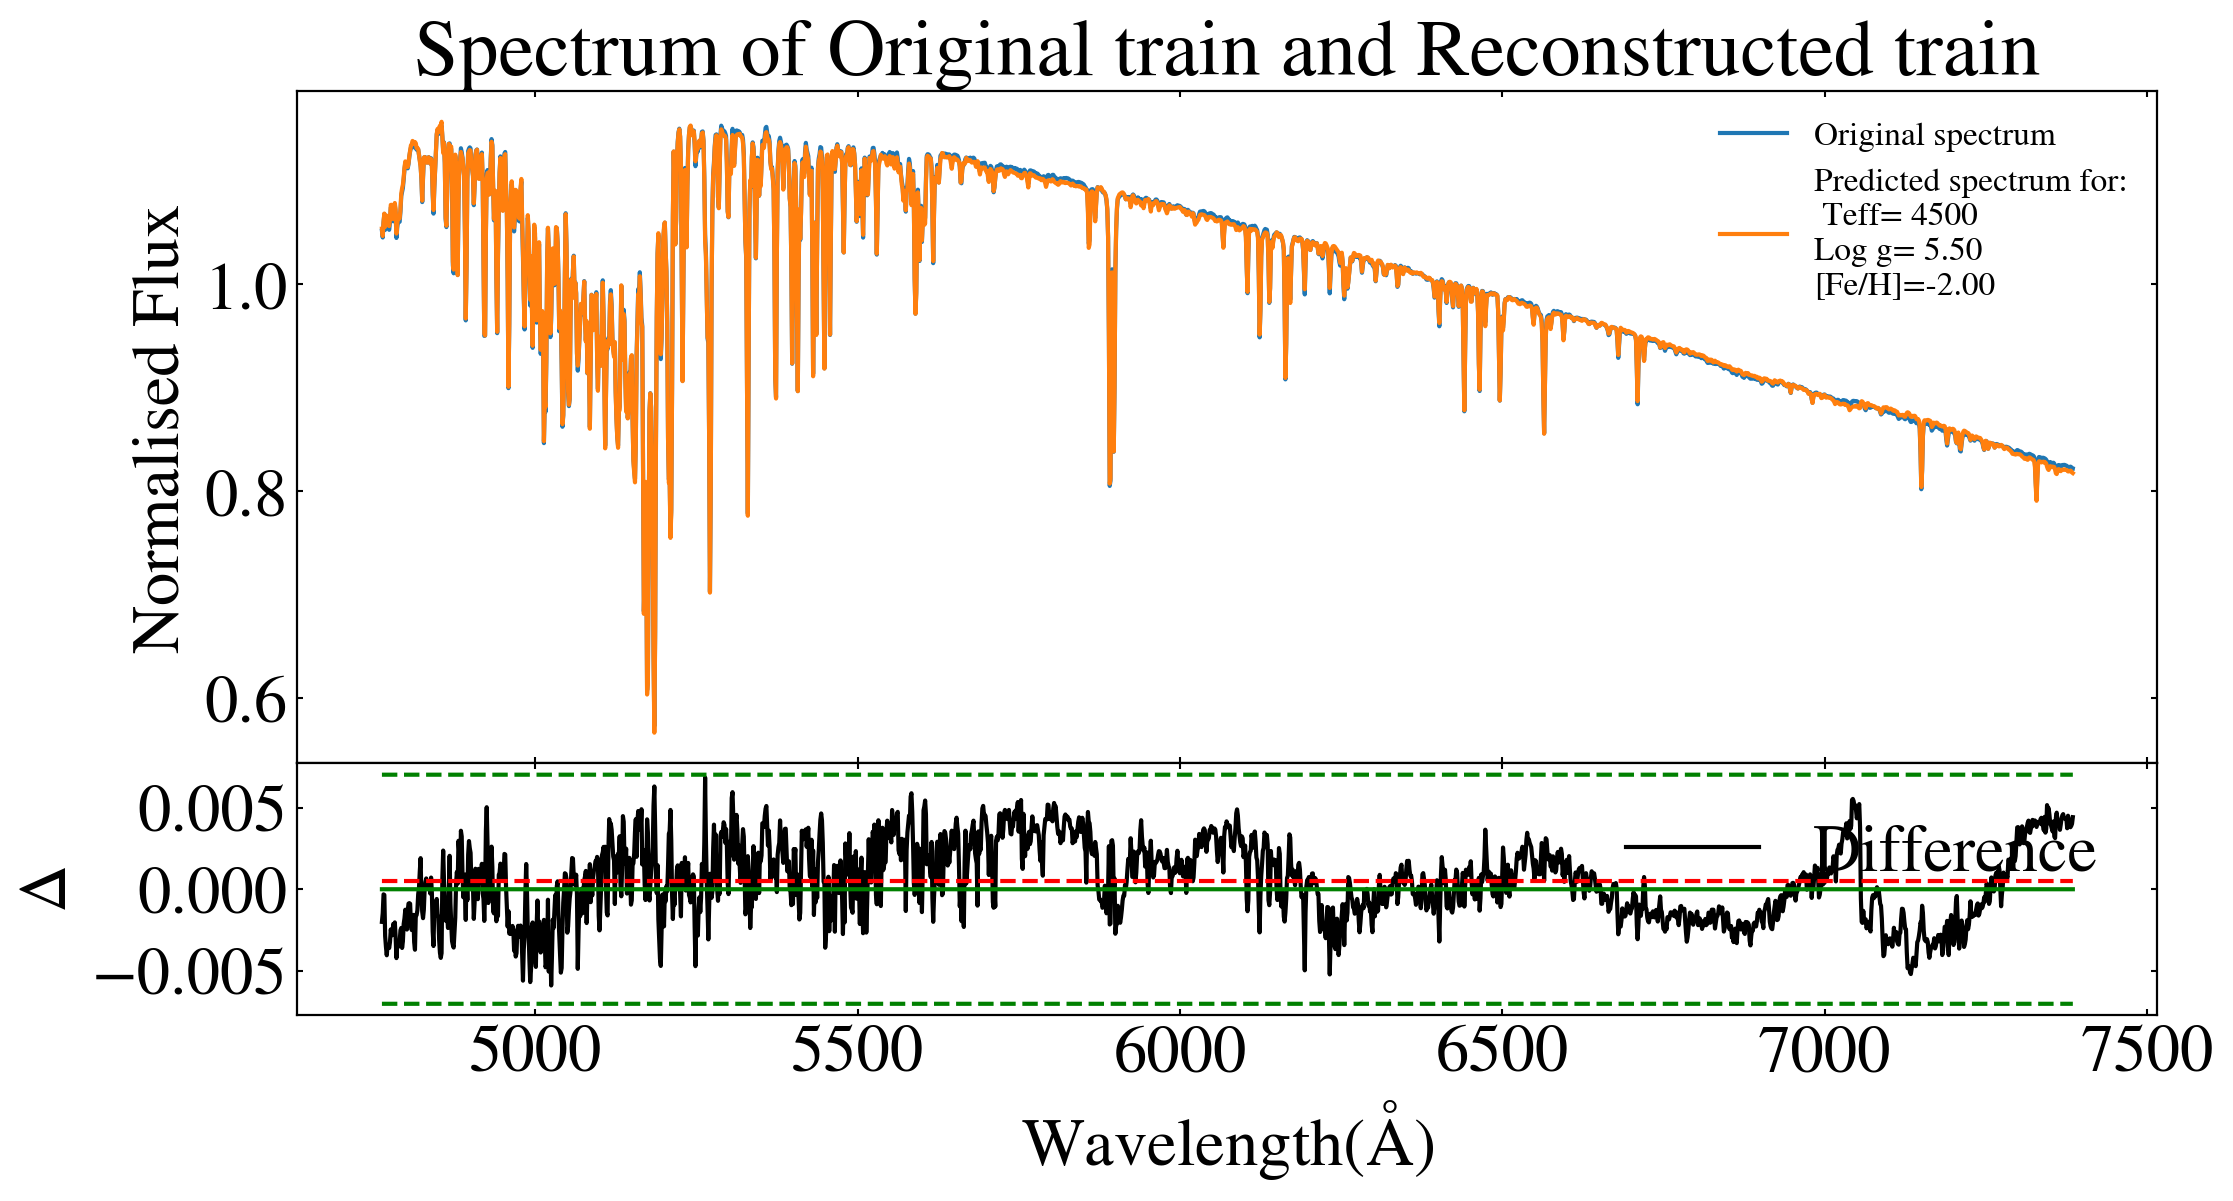 Spectrum of Original train and Reconstructed train
Normalised Flux
1.0
0.8
0.6
Original spectrum
Predicted spectrum for:
Teff= 4500
Log g= 5.50
[Fe/H]=-2.00
Δ
0.005
0.000
−0.005
Difference
5000 5500 6000 6500 7000 7500
Wavelength(Å)